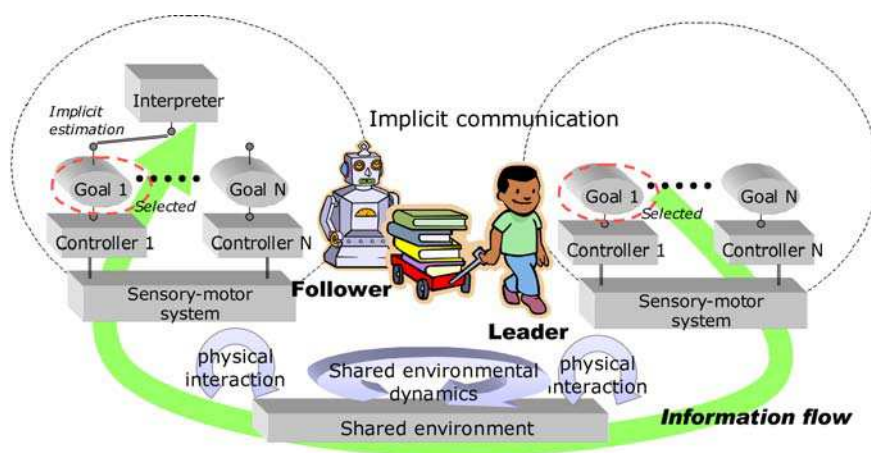 Interpreter
Implicit
estimation
Implicit communication
Goal 1
Goal N
Selected
Controller 1
Controller N
Sensory-motor
system
Follower
Leader
Goal 1
Goal N
Selected
Controller 1
Controller N
Sensory-motor
system
physical
interaction
Shared environmental
dynamics
physical
interaction
Shared environment
Information flow